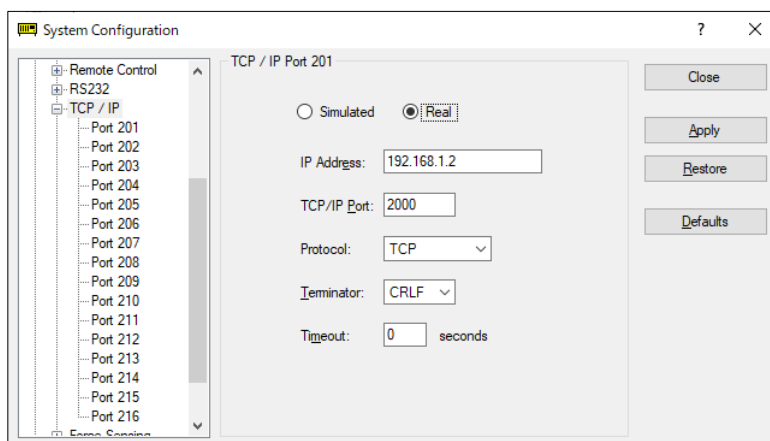 System Configuration
?
Remote Control
RS232
TCP / IP
Port 201
Port 202
Port 203
Port 204
Port 205
Port 206
Port 207
Port 208
Port 209
Port 210
Port 211
Port 212
Port 213
Port 214
Port 215
Port 216
Force Sensing
TCP / IP Port 201
Simulated
Real
IP Address: 192.168.1.2
TCP/IP Port: 2000
Protocol: TCP
Terminator: CRLF
Timeout: 0 seconds
Close
Apply
Restore
Defaults